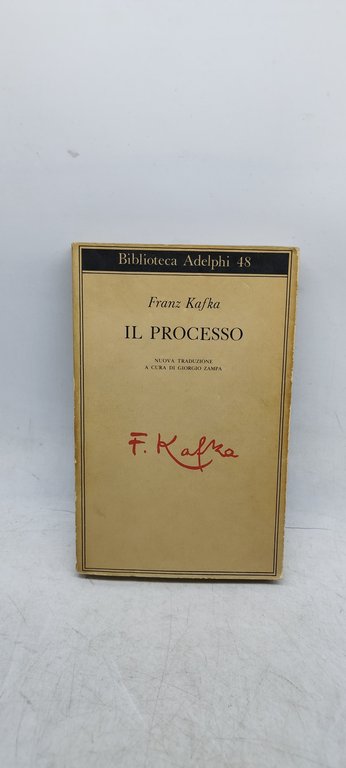 Biblioteca Adelphi 48
Franz Kafka
IL PROCESSO
NUOVA TRADUZIONE
A CURA DI GIORGIO ZAMPA
F. Kafka